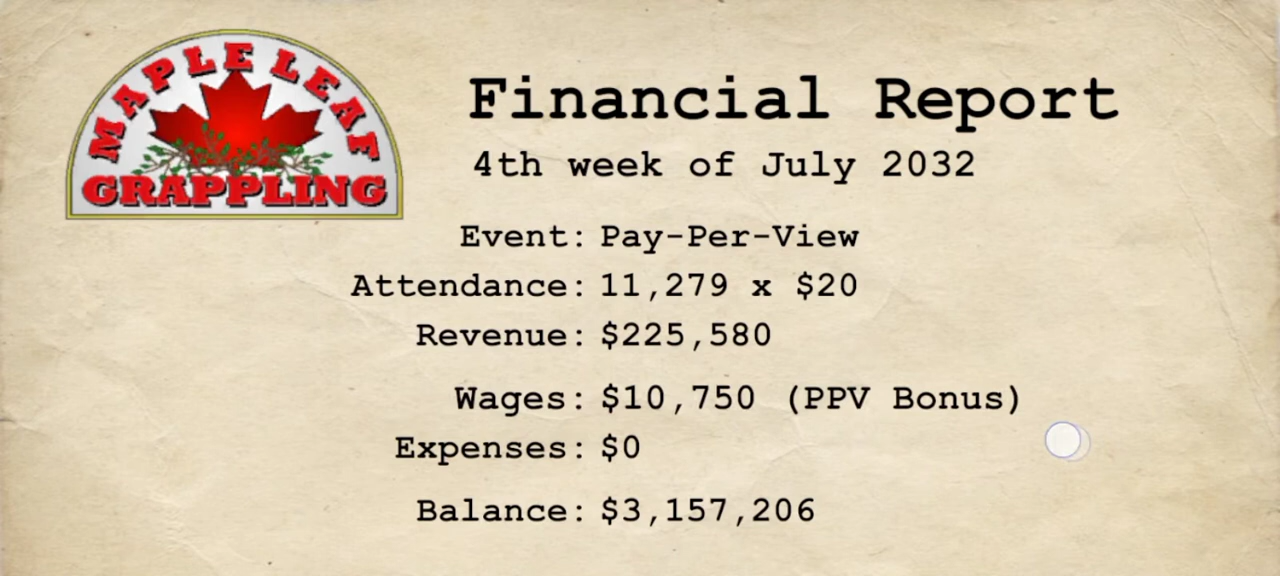 MAPLE LEAF
GRAPPLING
Financial Report
4th week of July 2032
Event: Pay-Per-View
Attendance: 11,279 x $20
Revenue: $225,580
Wages: $10,750 (PPV Bonus)
Expenses: $0
Balance: $3,157,206